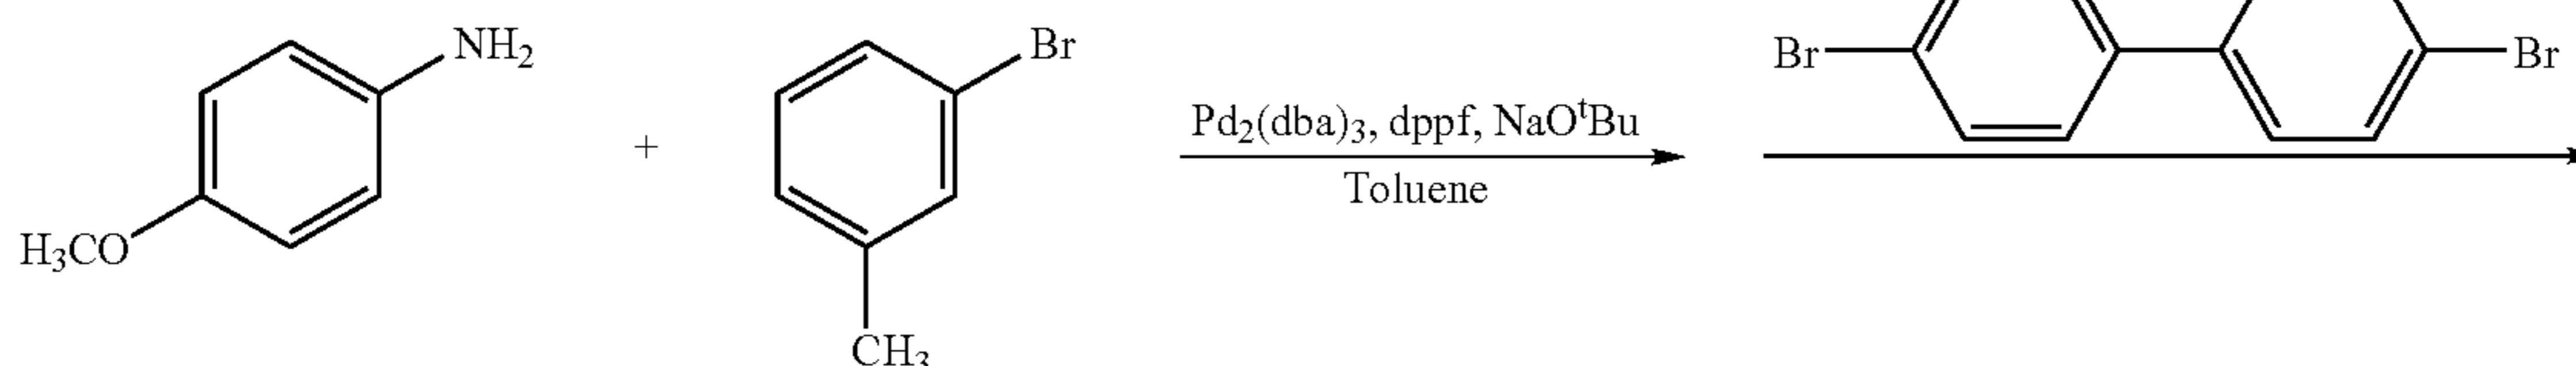 NH₂
Br
Br
Br
+
Pd₂(dba)₃, dppf, NaOᵗBu
Toluene
H₃CO
CH₃